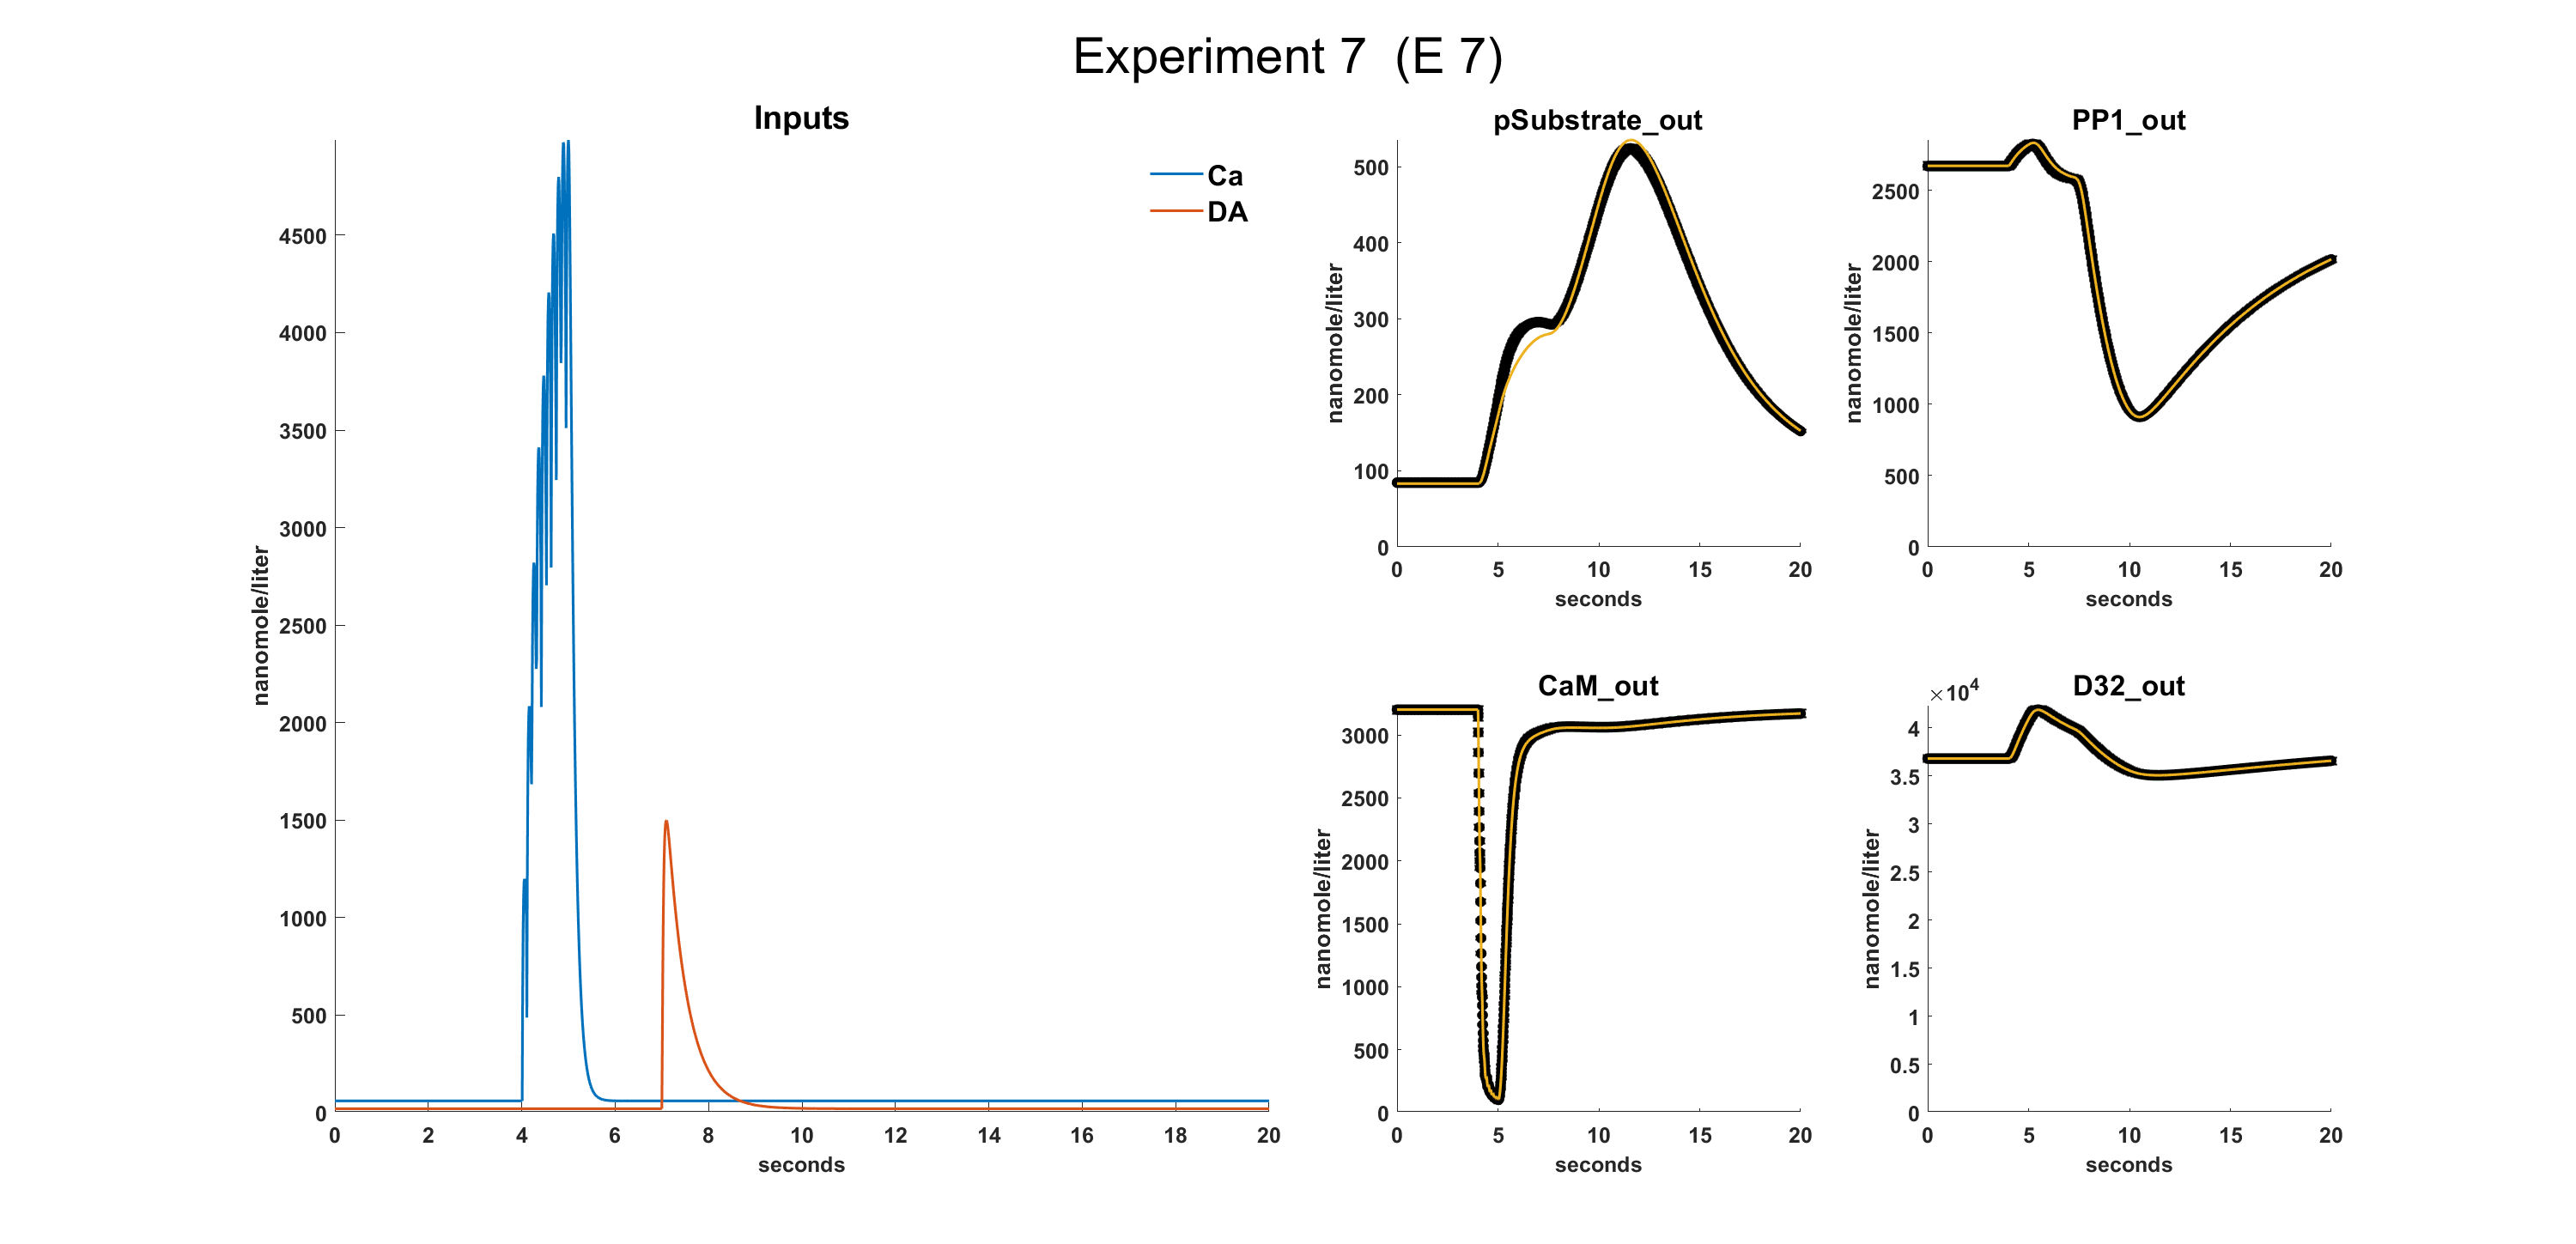 Experiment 7  (E 7)
Inputs
Ca
DA
nanomole/liter
4500
4000
3500
3000
2500
2000
1500
1000
500
0
0 2 4 6 8 10 12 14 16 18 20
seconds
pSubstrate_out
nanomole/liter
500
400
300
200
100
0
0 5 10 15 20
seconds
PP1_out
nanomole/liter
2500
2000
1500
1000
500
0
0 5 10 15 20
seconds
CaM_out
nanomole/liter
3000
2500
2000
1500
1000
500
0
0 5 10 15 20
seconds
D32_out
×10^4
nanomole/liter
4
3.5
3
2.5
2
1.5
1
0.5
0
0 5 10 15 20
seconds